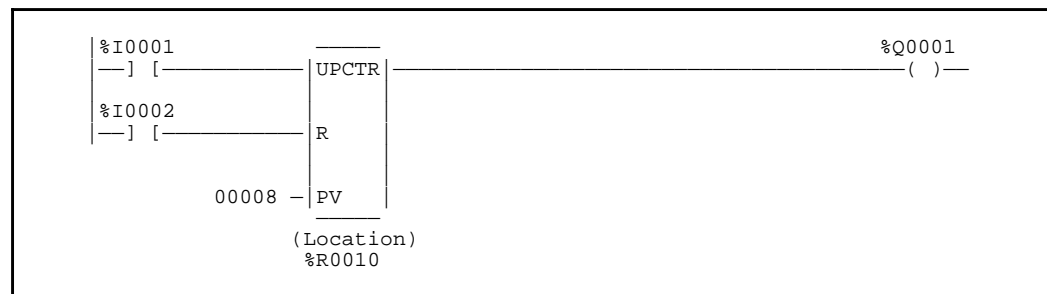 %I0001 %Q0001
] [ UPCTR ( )
%I0002
] [ R
00008 PV
(Location)
%R0010